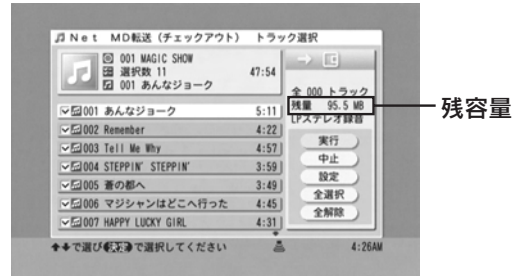 Net MD転送（チェックアウト） トラック選択
001 MAGIC SHOW
選択数 11 47:54
001 あんなジョーク
全 000 トラック
残量 95.5 MB
LPステレオ録音
残容量
001 あんなジョーク 5:11
002 Remenber 4:22
003 Tell Me Why 4:57
004 STEPPIN' STEPPIN' 3:59
005 蒼の都へ 3:49
006 マジシャンはどこへ行った 4:45
007 HAPPY LUCKY GIRL 4:31
実行
中止
設定
全選択
全解除
↑↓で選び決定で選択してください 4:26AM